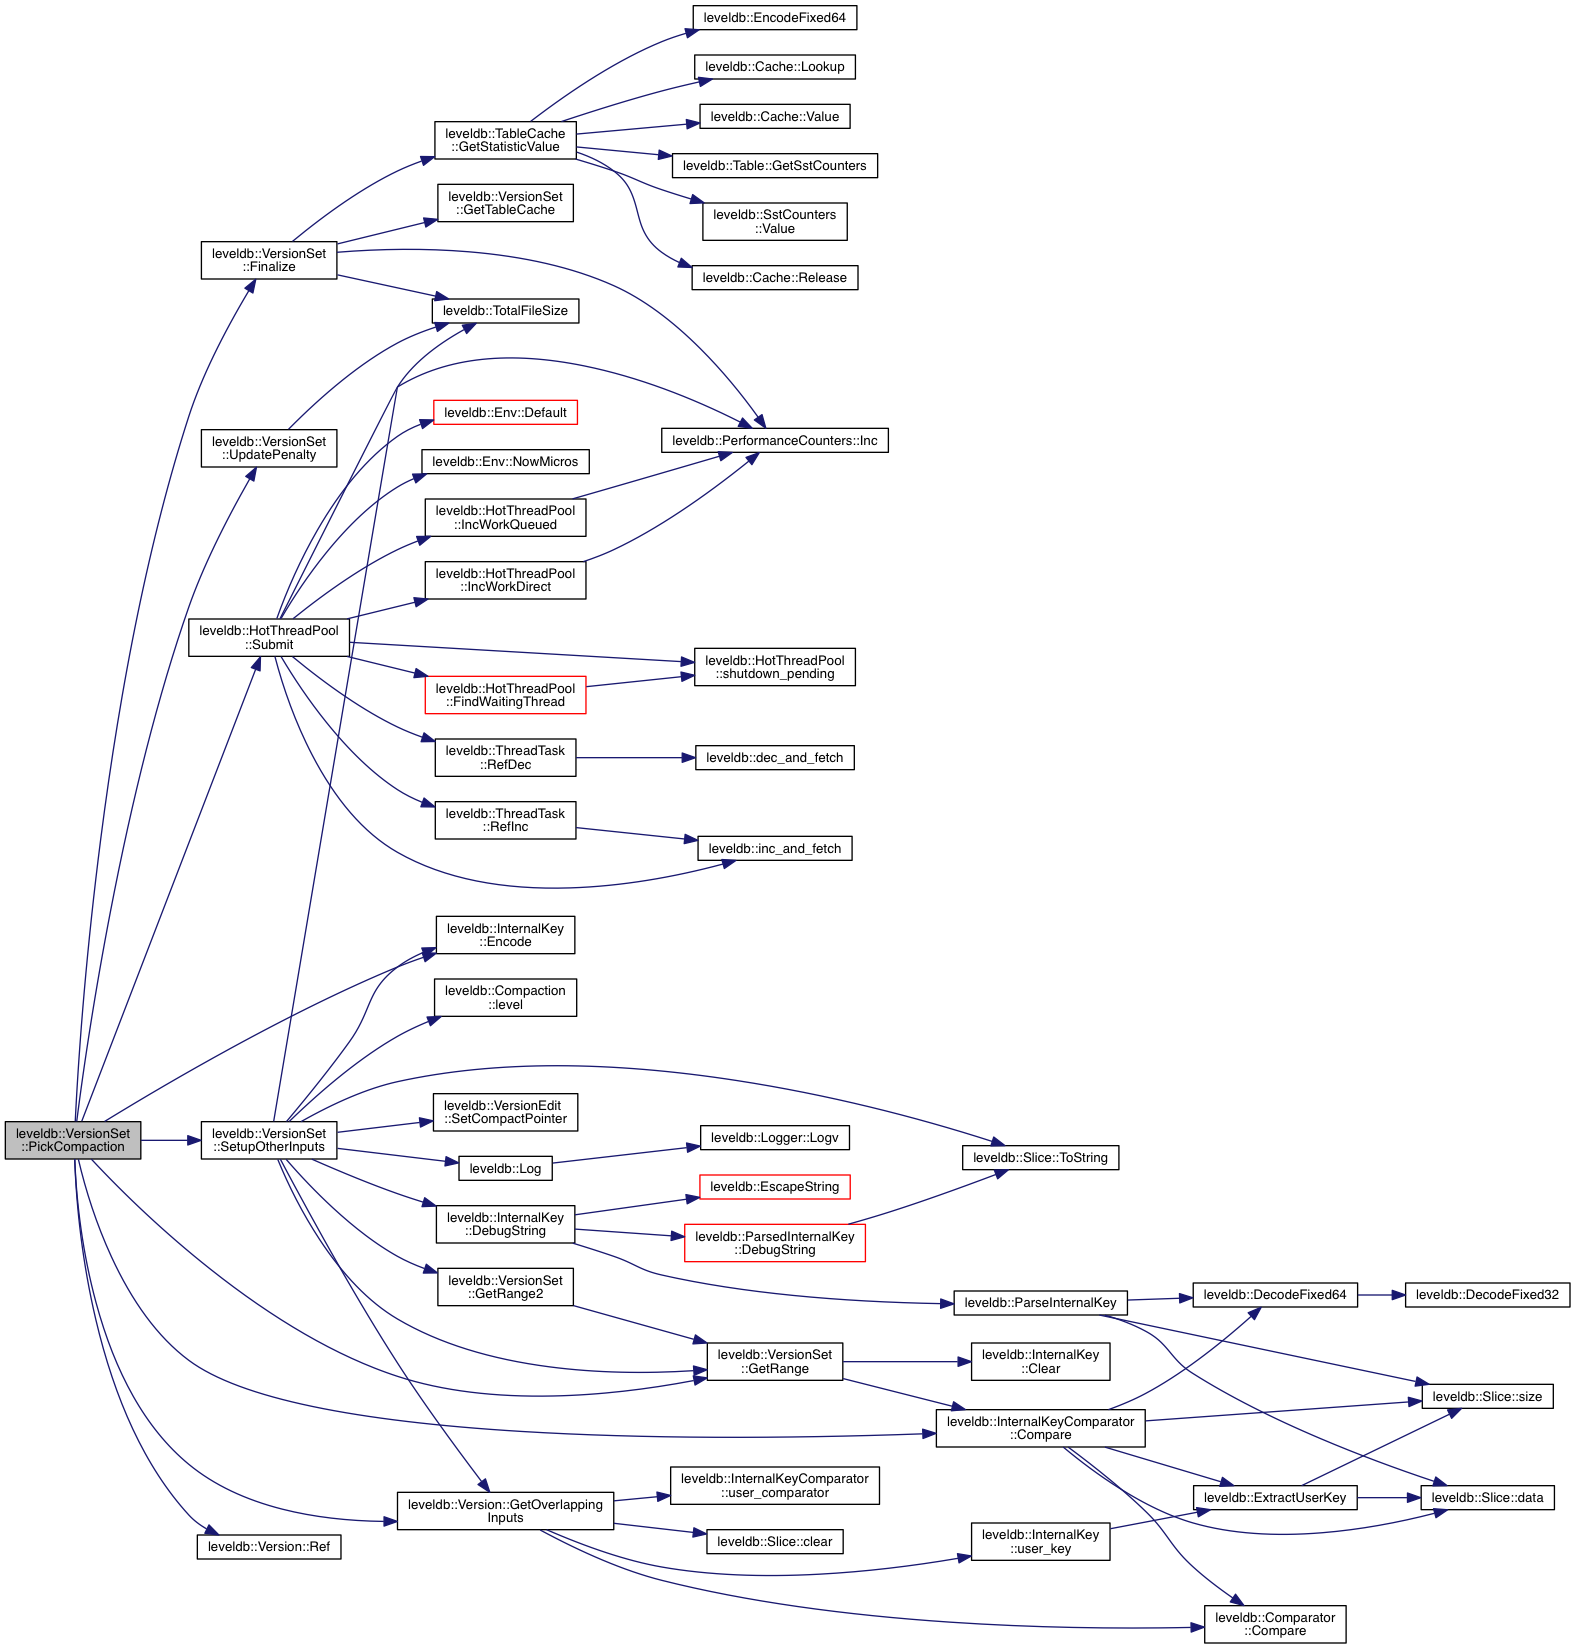 leveldb::EncodeFixed64
leveldb::Cache::Lookup
leveldb::Cache::Value
leveldb::TableCache
::GetStatisticValue
leveldb::Table::GetSstCounters
leveldb::VersionSet
::GetTableCache
leveldb::SstCounters
::Value
leveldb::VersionSet
::Finalize
leveldb::Cache::Release
leveldb::TotalFileSize
leveldb::Env::Default
leveldb::VersionSet
::UpdatePenalty
leveldb::PerformanceCounters::Inc
leveldb::Env::NowMicros
leveldb::HotThreadPool
::IncWorkQueued
leveldb::HotThreadPool
::IncWorkDirect
leveldb::HotThreadPool
::Submit
leveldb::HotThreadPool
::shutdown_pending
leveldb::HotThreadPool
::FindWaitingThread
leveldb::ThreadTask
::RefDec
leveldb::dec_and_fetch
leveldb::ThreadTask
::RefInc
leveldb::inc_and_fetch
leveldb::InternalKey
::Encode
leveldb::Compaction
::level
leveldb::VersionEdit
::SetCompactPointer
leveldb::VersionSet
::PickCompaction
leveldb::VersionSet
::SetupOtherInputs
leveldb::Logger::Logv
leveldb::Slice::ToString
leveldb::Log
leveldb::EscapeString
leveldb::InternalKey
::DebugString
leveldb::ParsedInternalKey
::DebugString
leveldb::VersionSet
::GetRange2
leveldb::ParseInternalKey
leveldb::DecodeFixed64
leveldb::DecodeFixed32
leveldb::VersionSet
::GetRange
leveldb::InternalKey
::Clear
leveldb::Slice::size
leveldb::InternalKeyComparator
::Compare
leveldb::InternalKeyComparator
::user_comparator
leveldb::ExtractUserKey
leveldb::Slice::data
leveldb::Version::GetOverlapping
Inputs
leveldb::Slice::clear
leveldb::InternalKey
::user_key
leveldb::Version::Ref
leveldb::Comparator
::Compare